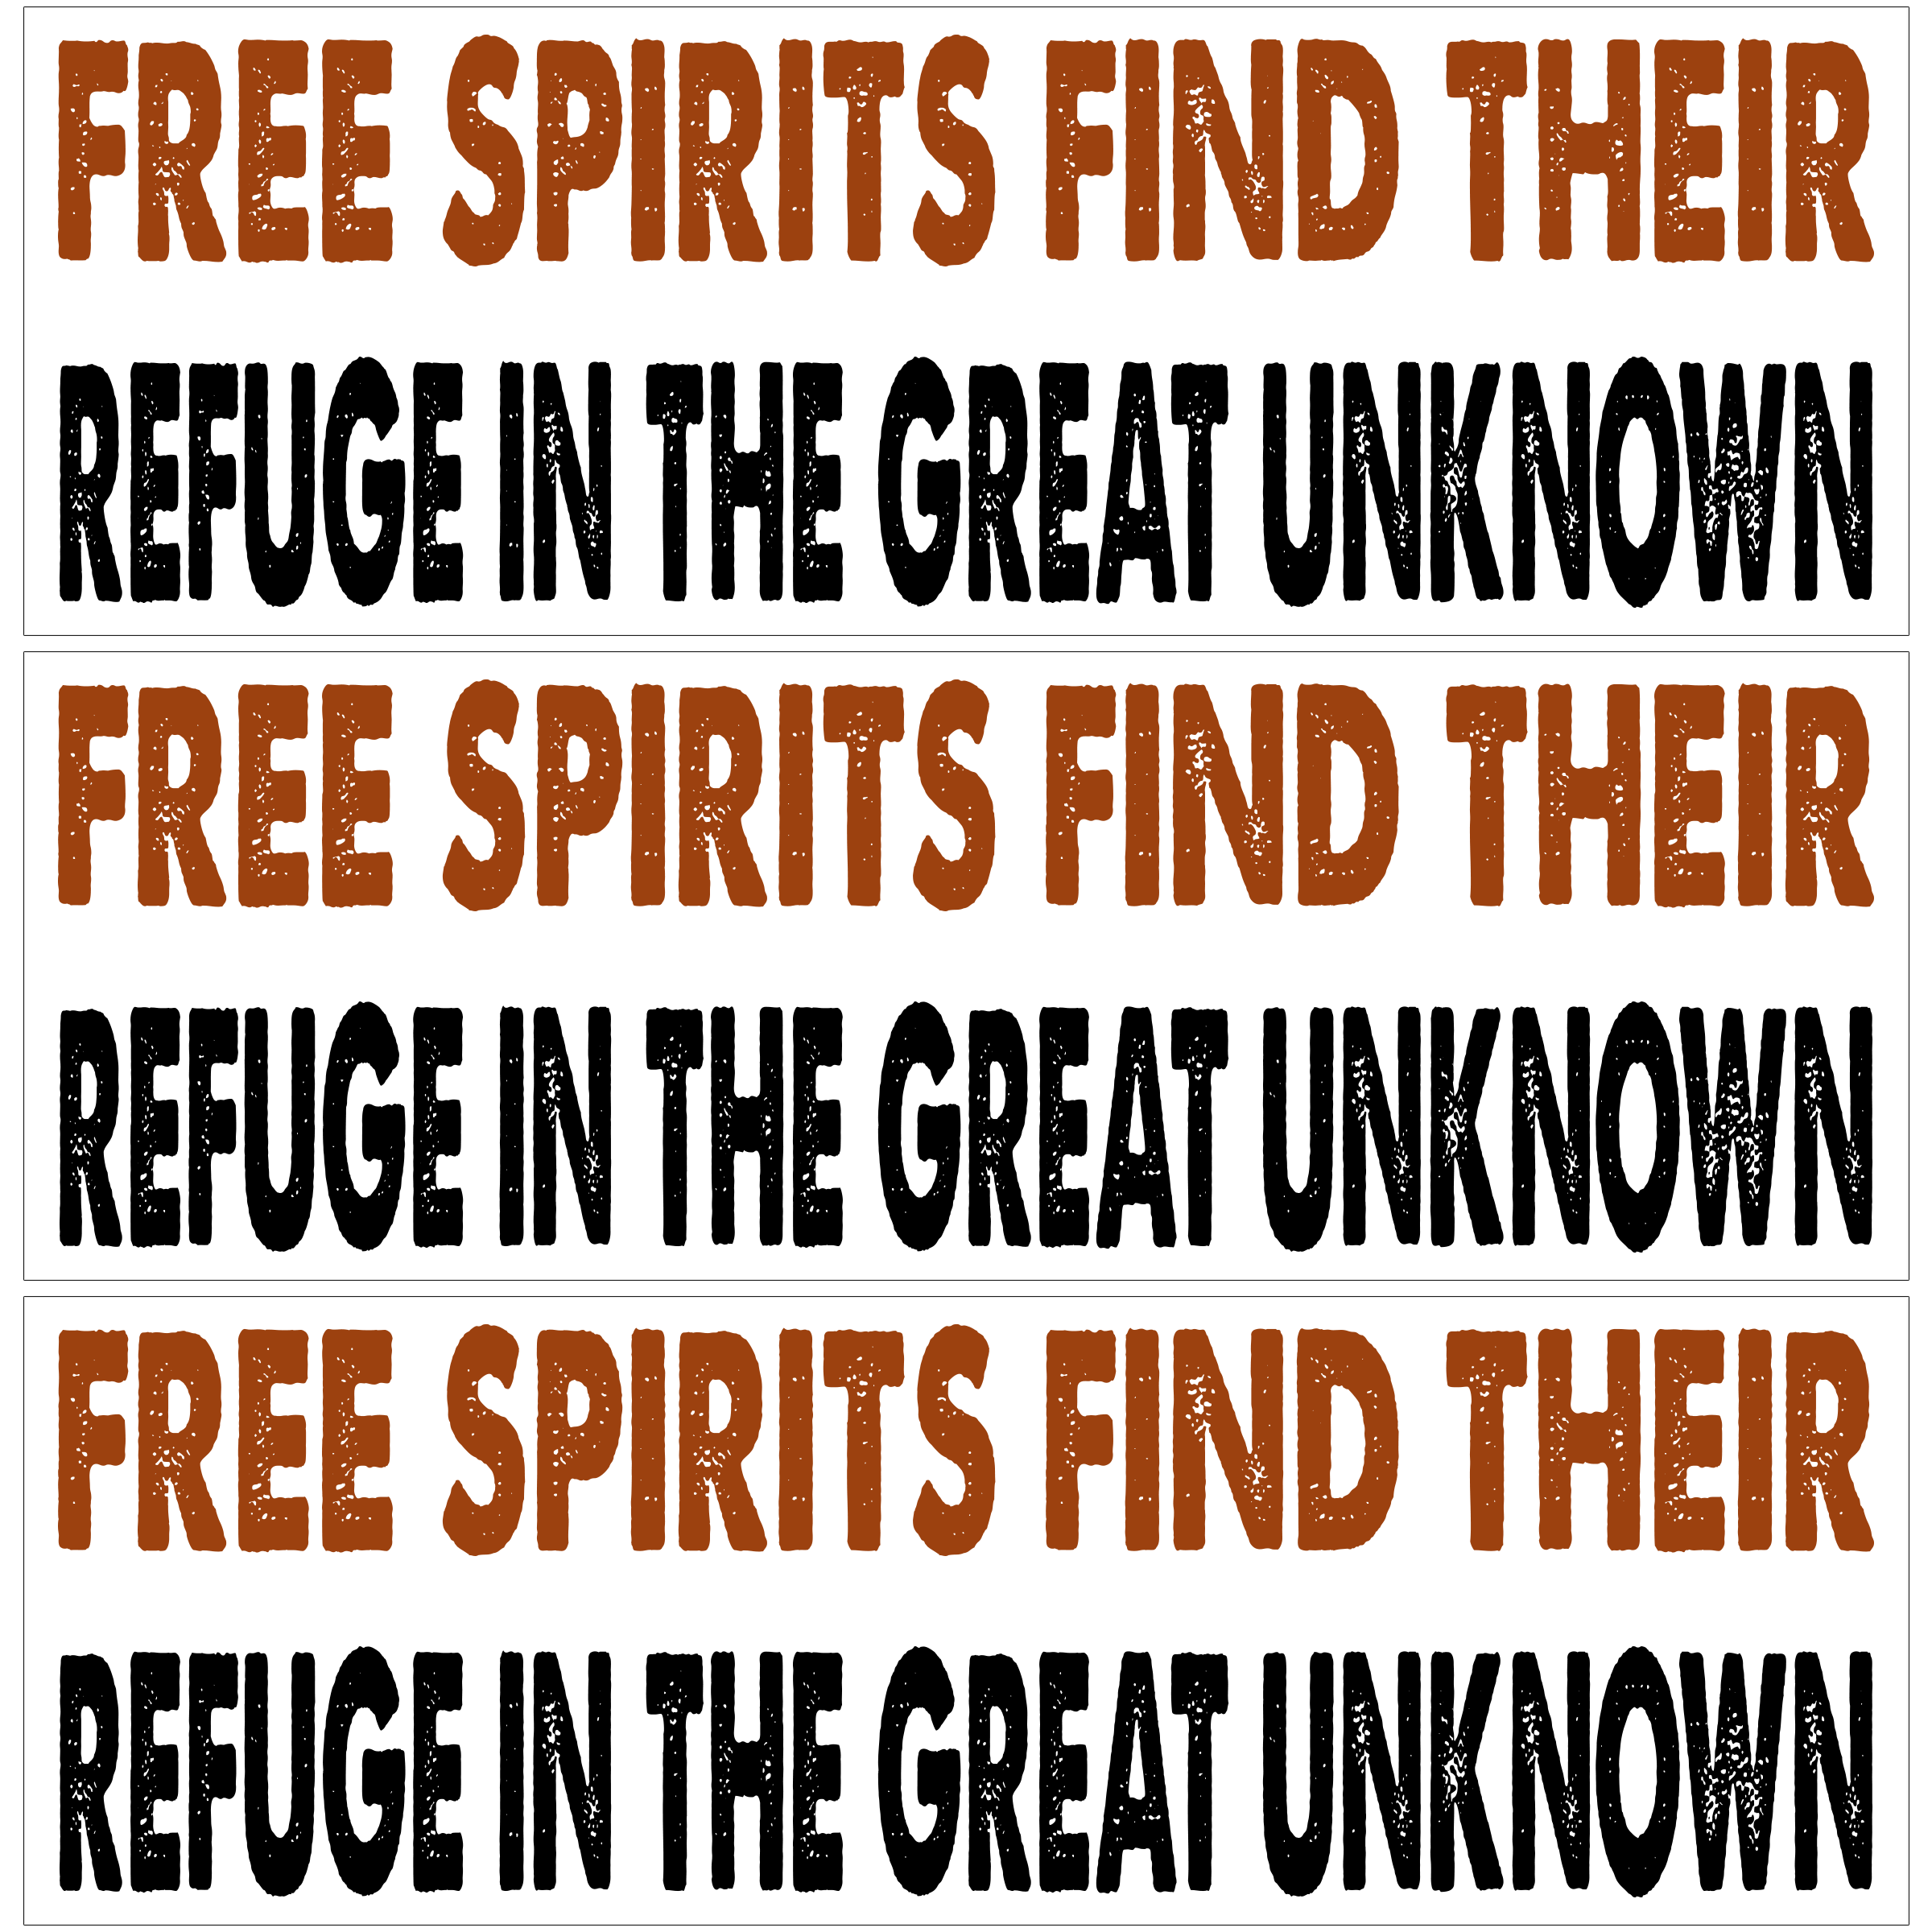 FREE SPIRITS FIND THEIR
REFUGE IN THE GREAT UNKNOWN
FREE SPIRITS FIND THEIR
REFUGE IN THE GREAT UNKNOWN
FREE SPIRITS FIND THEIR
REFUGE IN THE GREAT UNKNOWN